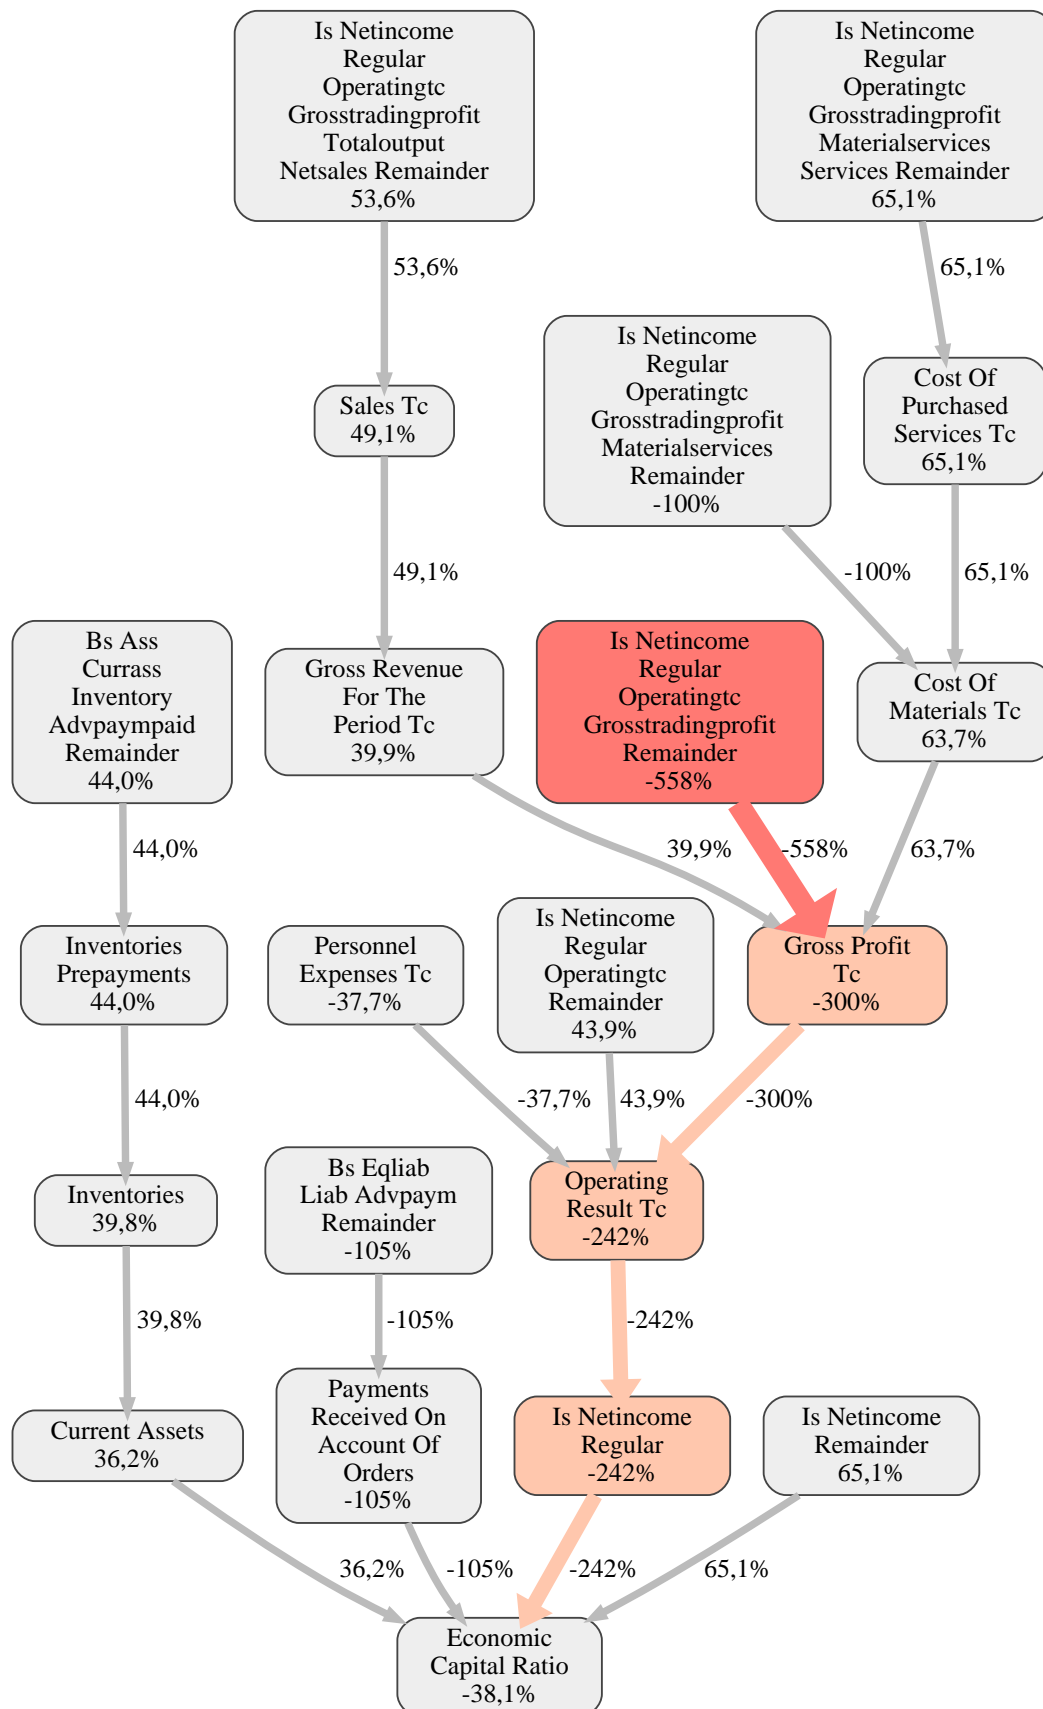 Is Netincome
Regular
Operatingtc
Grosstradingprofit
Totaloutput
Netsales Remainder
53,6%
Is Netincome
Regular
Operatingtc
Grosstradingprofit
Materialservices
Services Remainder
65,1%
53,6%
65,1%
Is Netincome
Regular
Operatingtc
Grosstradingprofit
Materialservices
Remainder
-100%
Sales Tc
49,1%
Cost Of
Purchased
Services Tc
65,1%
49,1%
-100%
65,1%
Bs Ass
Currass
Inventory
Advpaympaid
Remainder
44,0%
Gross Revenue
For The
Period Tc
39,9%
Is Netincome
Regular
Operatingtc
Grosstradingprofit
Remainder
-558%
Cost Of
Materials Tc
63,7%
44,0%
39,9%
-558%
63,7%
Inventories
Prepayments
44,0%
Personnel
Expenses Tc
-37,7%
Is Netincome
Regular
Operatingtc
Remainder
43,9%
Gross Profit
Tc
-300%
44,0%
-37,7%
43,9%
-300%
Inventories
39,8%
Bs Eqliab
Liab Advpaym
Remainder
-105%
Operating
Result Tc
-242%
39,8%
-105%
-242%
Current Assets
36,2%
Payments
Received On
Account Of
Orders
-105%
Is Netincome
Regular
-242%
Is Netincome
Remainder
65,1%
36,2%
-105%
-242%
65,1%
Economic
Capital Ratio
-38,1%